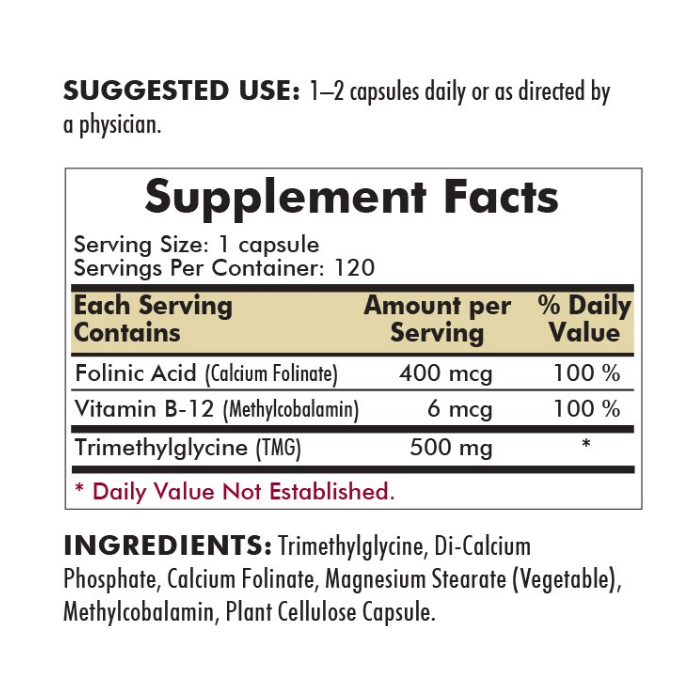 SUGGESTED USE: 1–2 capsules daily or as directed by
a physician.
Supplement Facts
Serving Size: 1 capsule
Servings Per Container: 120
Each Serving Contains Amount per Serving % Daily Value
Folinic Acid (Calcium Folinate) 400 mcg 100 %
Vitamin B-12 (Methylcobalamin) 6 mcg 100 %
Trimethylglycine (TMG) 500 mg *
* Daily Value Not Established.
INGREDIENTS: Trimethylglycine, Di-Calcium
Phosphate, Calcium Folinate, Magnesium Stearate (Vegetable),
Methylcobalamin, Plant Cellulose Capsule.